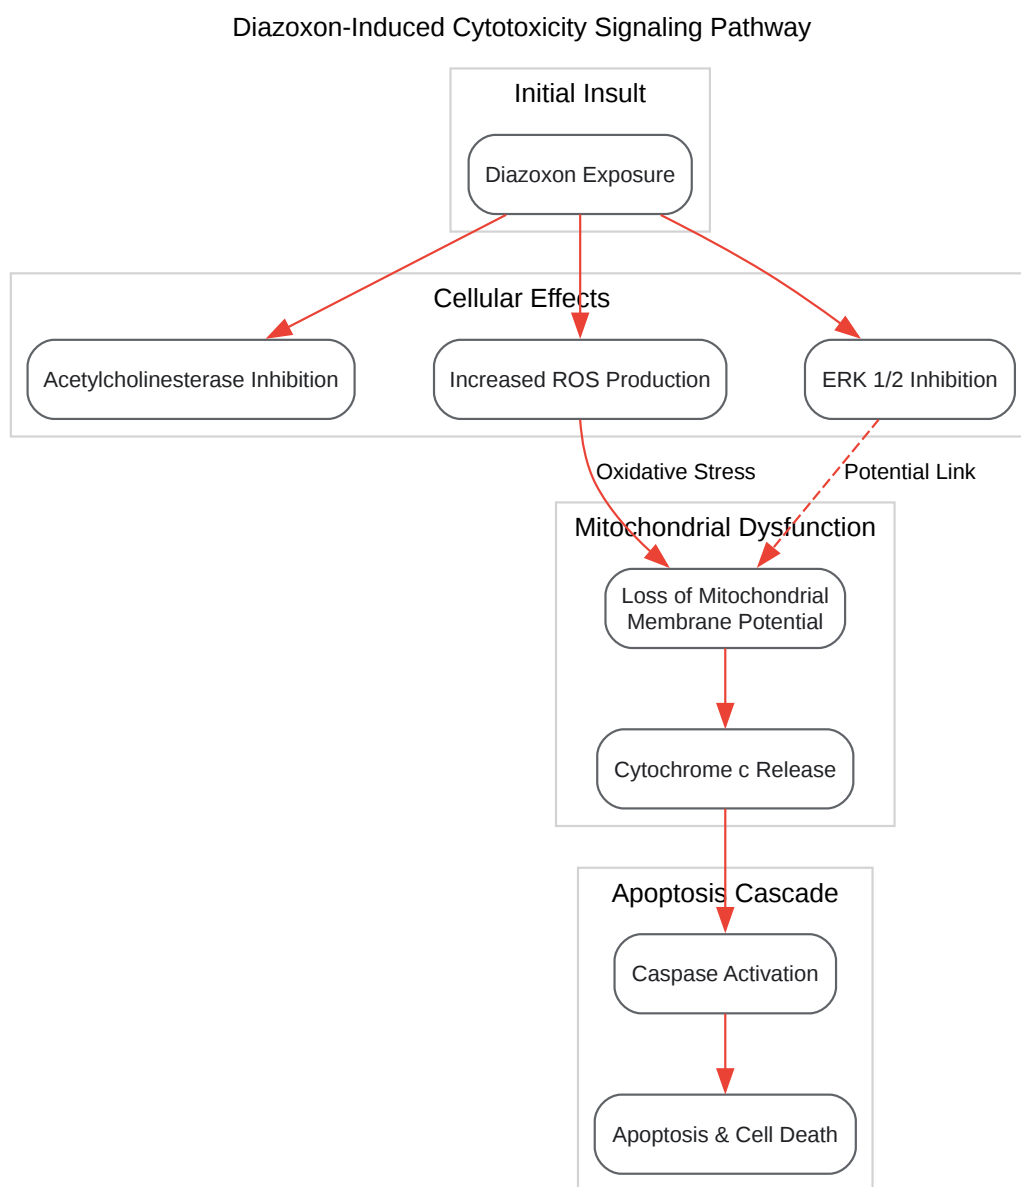 Diazoxon-Induced Cytotoxicity Signaling Pathway
Initial Insult
Diazoxon Exposure
Cellular Effects
Acetylcholinesterase Inhibition
Increased ROS Production
ERK 1/2 Inhibition
Oxidative Stress
Potential Link
Mitochondrial Dysfunction
Loss of Mitochondrial
Membrane Potential
Cytochrome c Release
Apoptosis Cascade
Caspase Activation
Apoptosis & Cell Death